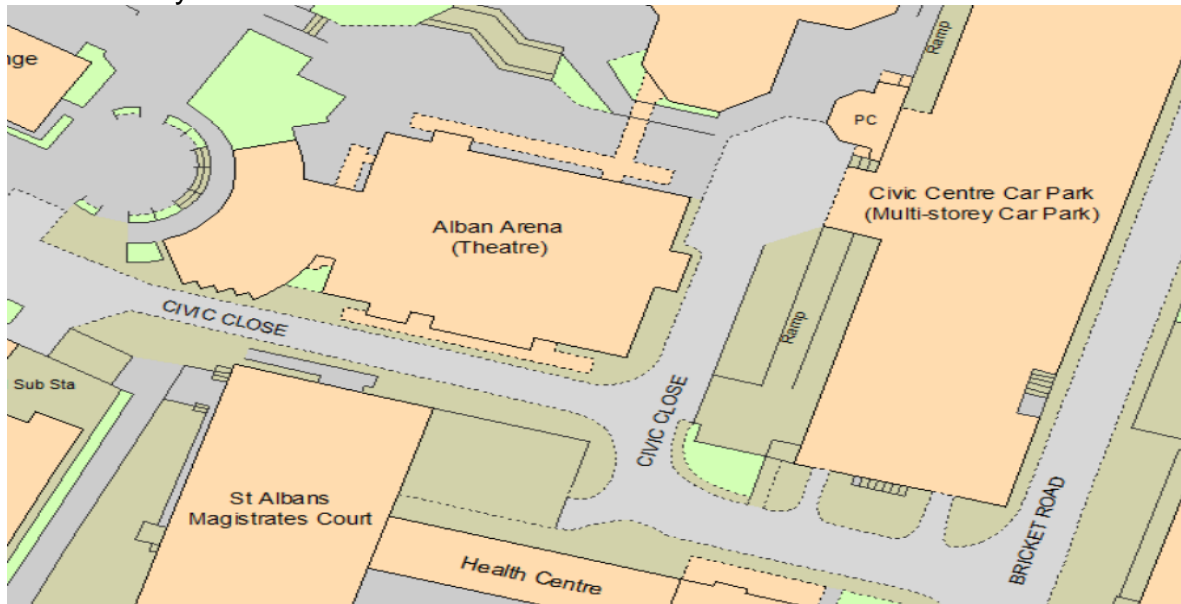 Ramp
nge
PC
Civic Centre Car Park
(Multi-storey Car Park)
Alban Arena
(Theatre)
CIVIC CLOSE
Ramp
Sub Sta
CIVIC CLOSE
St Albans
Magistrates Court
BRICKET ROAD
Health Centre